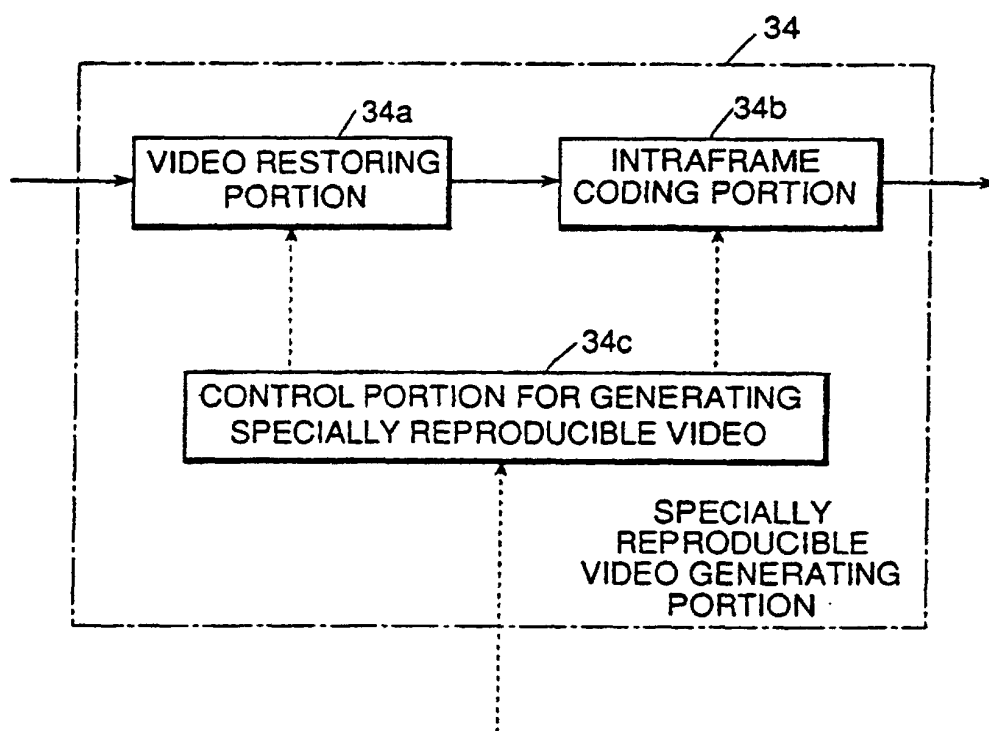 34
34a
34b
VIDEO RESTORING
PORTION
INTRAFRAME
CODING PORTION
34c
CONTROL PORTION FOR GENERATING
SPECIALLY REPRODUCIBLE VIDEO
SPECIALLY
REPRODUCIBLE
VIDEO GENERATING
PORTION